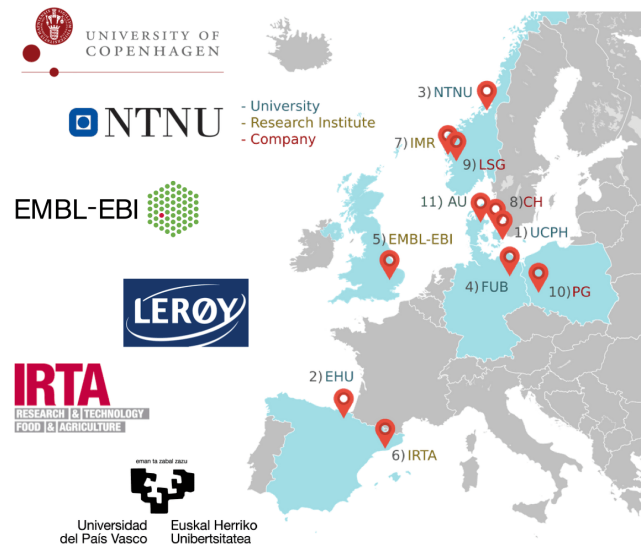 UNIVERSITY OF
COPENHAGEN
NTNU
- University
- Research Institute
- Company
EMBL-EBI
LERØY
IRTA
RESEARCH & TECHNOLOGY
FOOD & AGRICULTURE
eman ta zabal zazu
Universidad
del País Vasco
Euskal Herriko
Unibertsitatea
3) NTNU
7) IMR
9) LSG
11) AU
8)CH
1) UCPH
5) EMBL-EBI
4) FUB
10)PG
2) EHU
6) IRTA